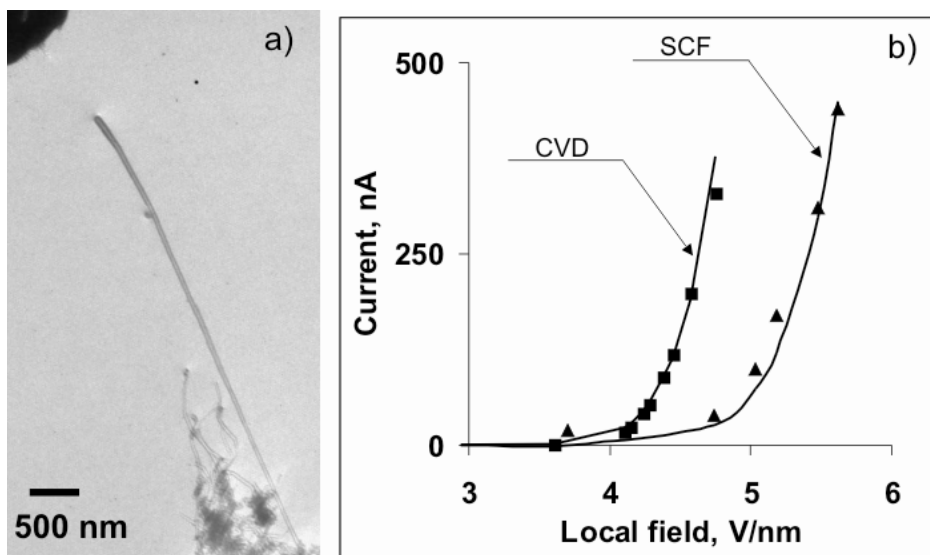 a)
500 nm
b)
SCF
CVD
Current, nA
500
250
0
3 4 5 6
Local field, V/nm